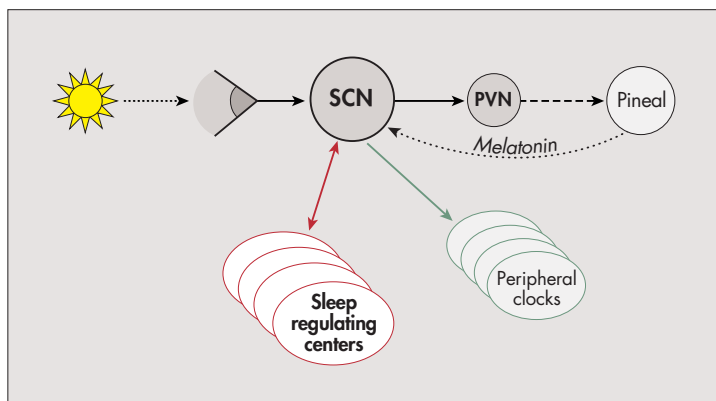 SCN
PVN
Pineal
Melatonin
Sleep
regulating
centers
Peripheral
clocks